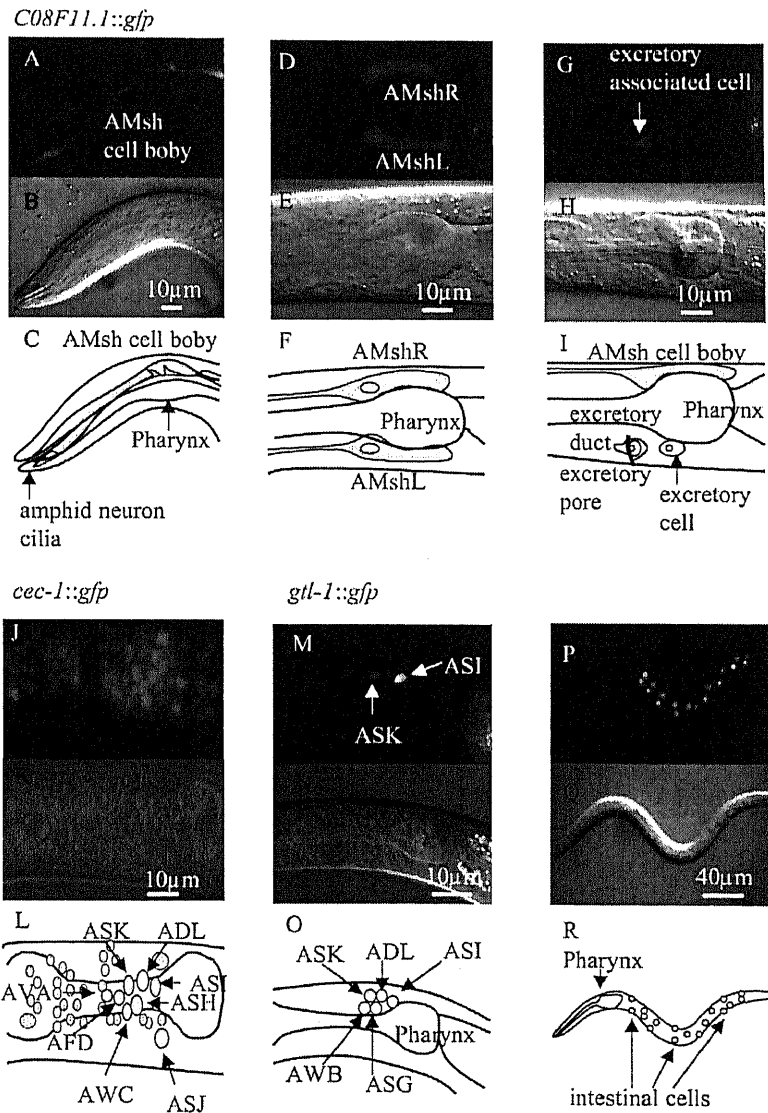 C08F11.1::gfp
A
AMsh
cell boby
B
10µm
C AMsh cell boby
Pharynx
amphid neuron
cilia
D
AMshR
AMshL
E
10µm
F
AMshR
Pharynx
AMshL
G
excretory
associated cell
H
10µm
I
AMsh cell boby
excretory
Pharynx
duct
excretory
pore
excretory
cell
cec-1::gfp
J
10µm
L
ASK
ADL
AVA
ASI
ASH
AFD
AWC
ASJ
gtl-1::gfp
M
ASI
ASK
10µm
O
ASK
ADL
ASI
Pharynx
AWB
ASG
P
Q
40µm
R
Pharynx
intestinal cells